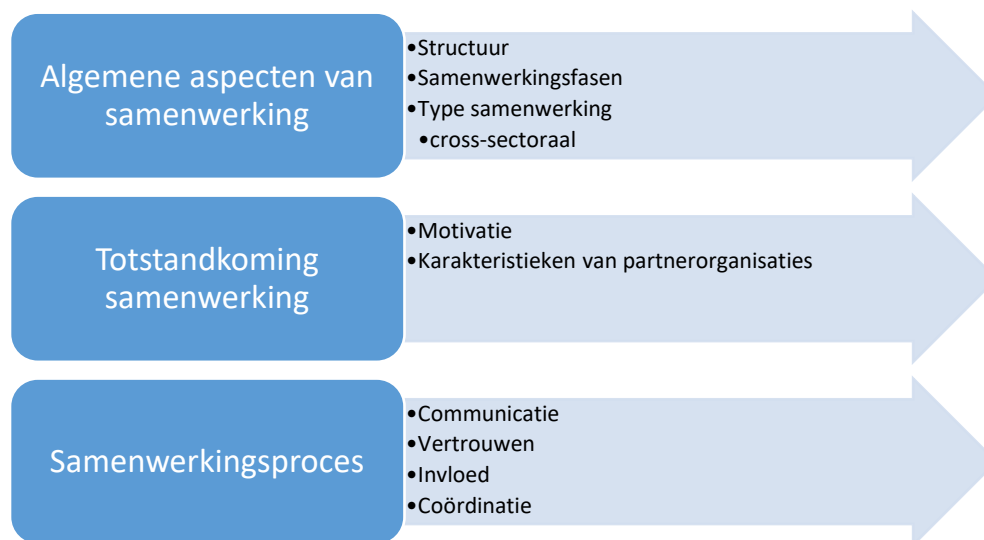 Algemene aspecten van
samenwerking
•Structuur
•Samenwerkingsfasen
•Type samenwerking
•cross-sectoraal
Totstandkoming
samenwerking
•Motivatie
•Karakteristieken van partnerorganisaties
Samenwerkingsproces
•Communicatie
•Vertrouwen
•Invloed
•Coördinatie